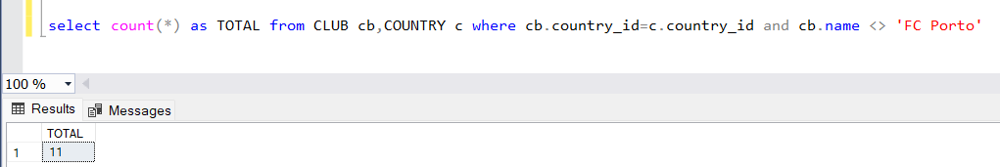 select count(*) as TOTAL from CLUB cb,COUNTRY c where cb.country_id=c.country_id and cb.name <> 'FC Porto'
100 %
Results Messages
TOTAL
1 11